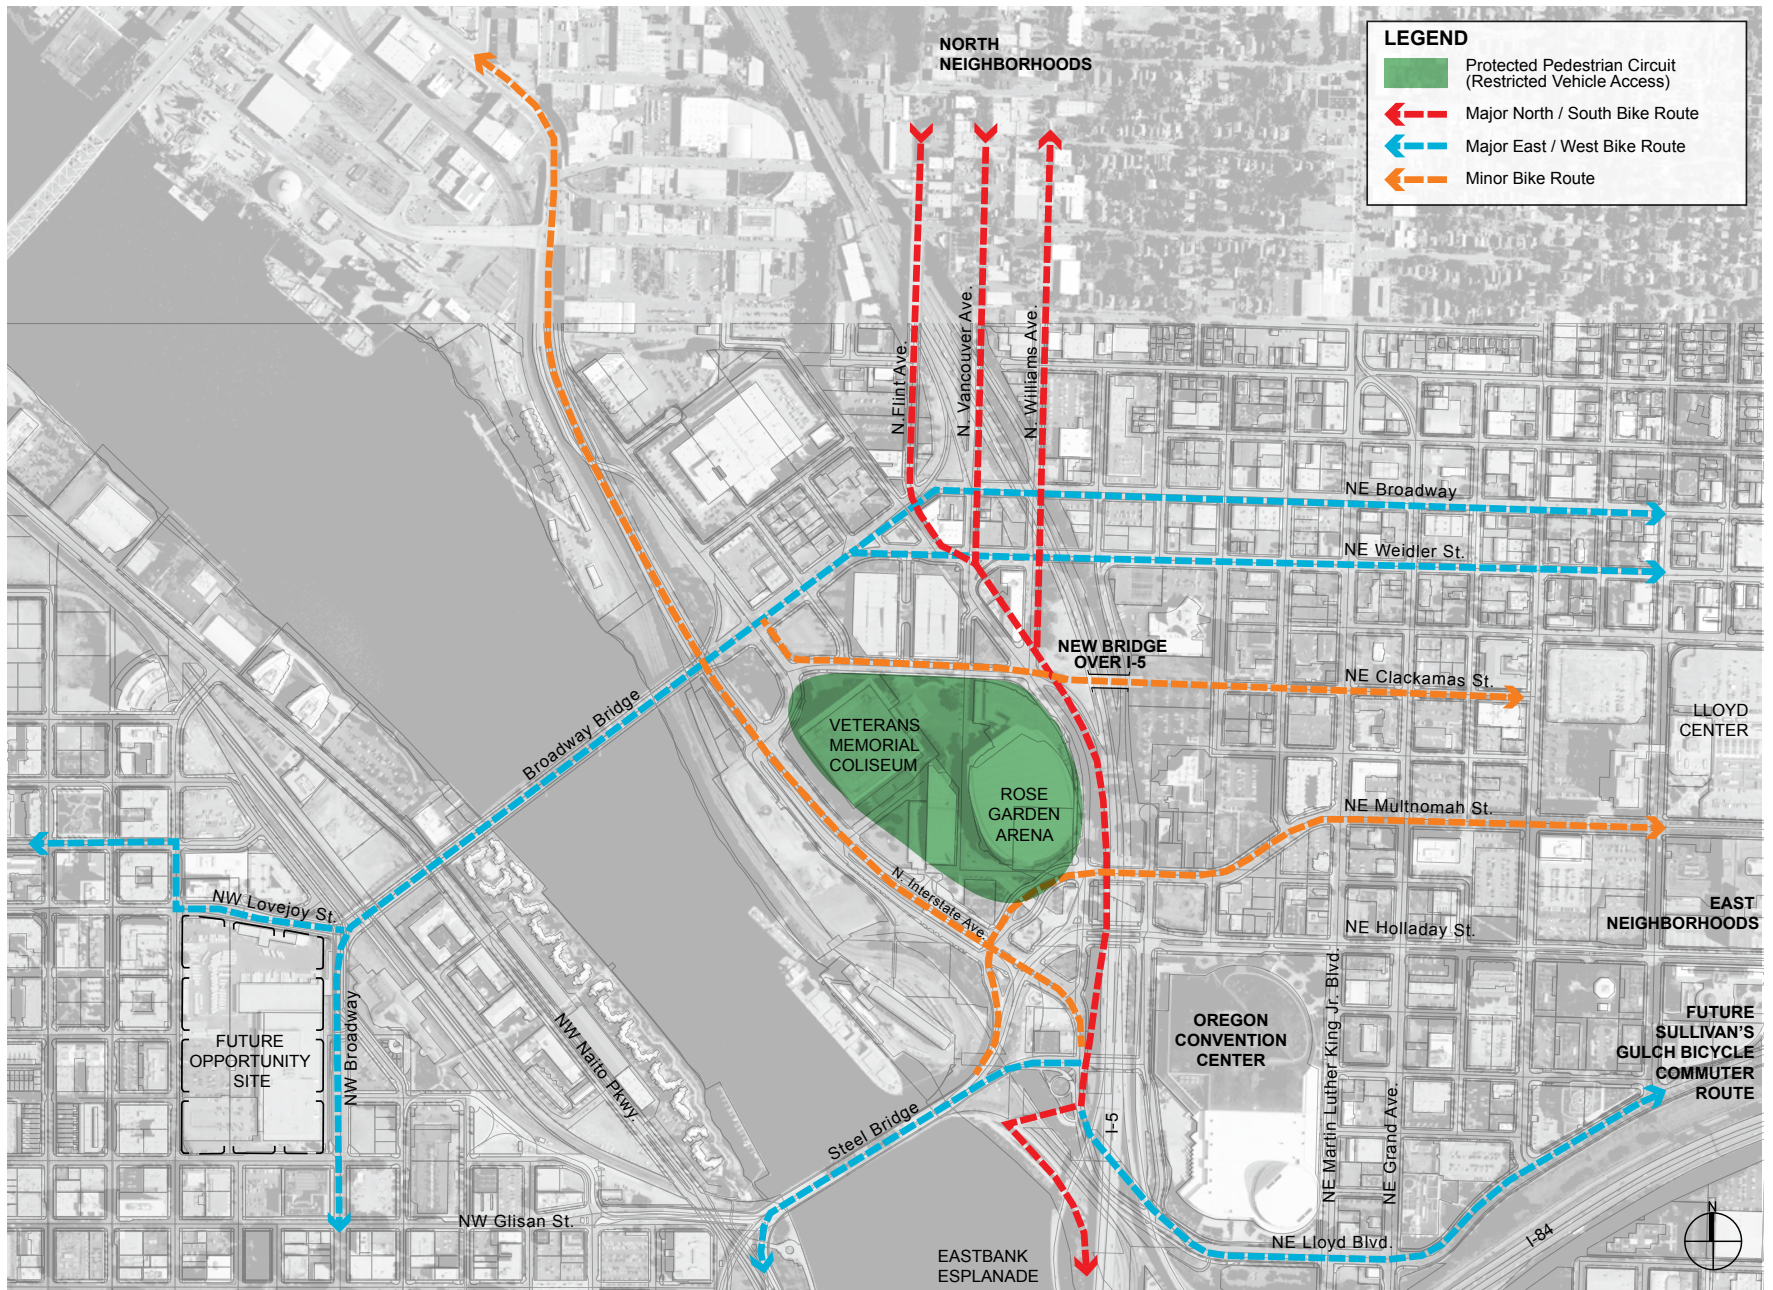 NORTH
NEIGHBORHOODS
LEGEND
Protected Pedestrian Circuit
(Restricted Vehicle Access)
Major North / South Bike Route
Major East / West Bike Route
Minor Bike Route
N.Flint Ave.
N. Vancouver Ave.
N. Williams Ave.
NE Broadway
NE Weidler St.
NEW BRIDGE
OVER I-5
NE Clackamas St.
LLOYD
CENTER
Broadway Bridge
VETERANS
MEMORIAL
COLISEUM
ROSE
GARDEN
ARENA
NE Multnomah St.
N. Interstate Ave.
NW Lovejoy St.
EAST
NEIGHBORHOODS
NE Holladay St.
NW Broadway
FUTURE
OPPORTUNITY
SITE
NW Naito Pkwy.
OREGON
CONVENTION
CENTER
NE Martin Luther King Jr. Blvd.
NE Grand Ave.
FUTURE
SULLIVAN'S
GULCH BICYCLE
COMMUTER
ROUTE
Steel Bridge
I-5
NW Glisan St.
EASTBANK
ESPLANADE
NE Lloyd Blvd.
I-84
N